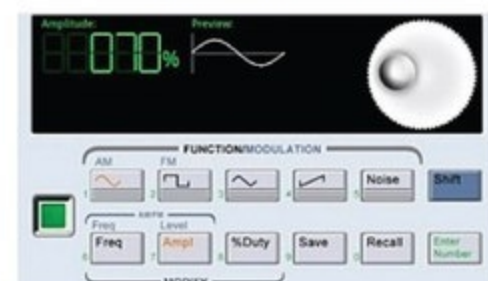 Amplitude: Preview:
070%
FUNCTION/MODULATION
AM FM
1 2 3 4 5 Noise Shift
Freq Level
6 Freq 7 Ampl 8 %Duty 9 Save 0 Recall Enter
Number
MODIFY